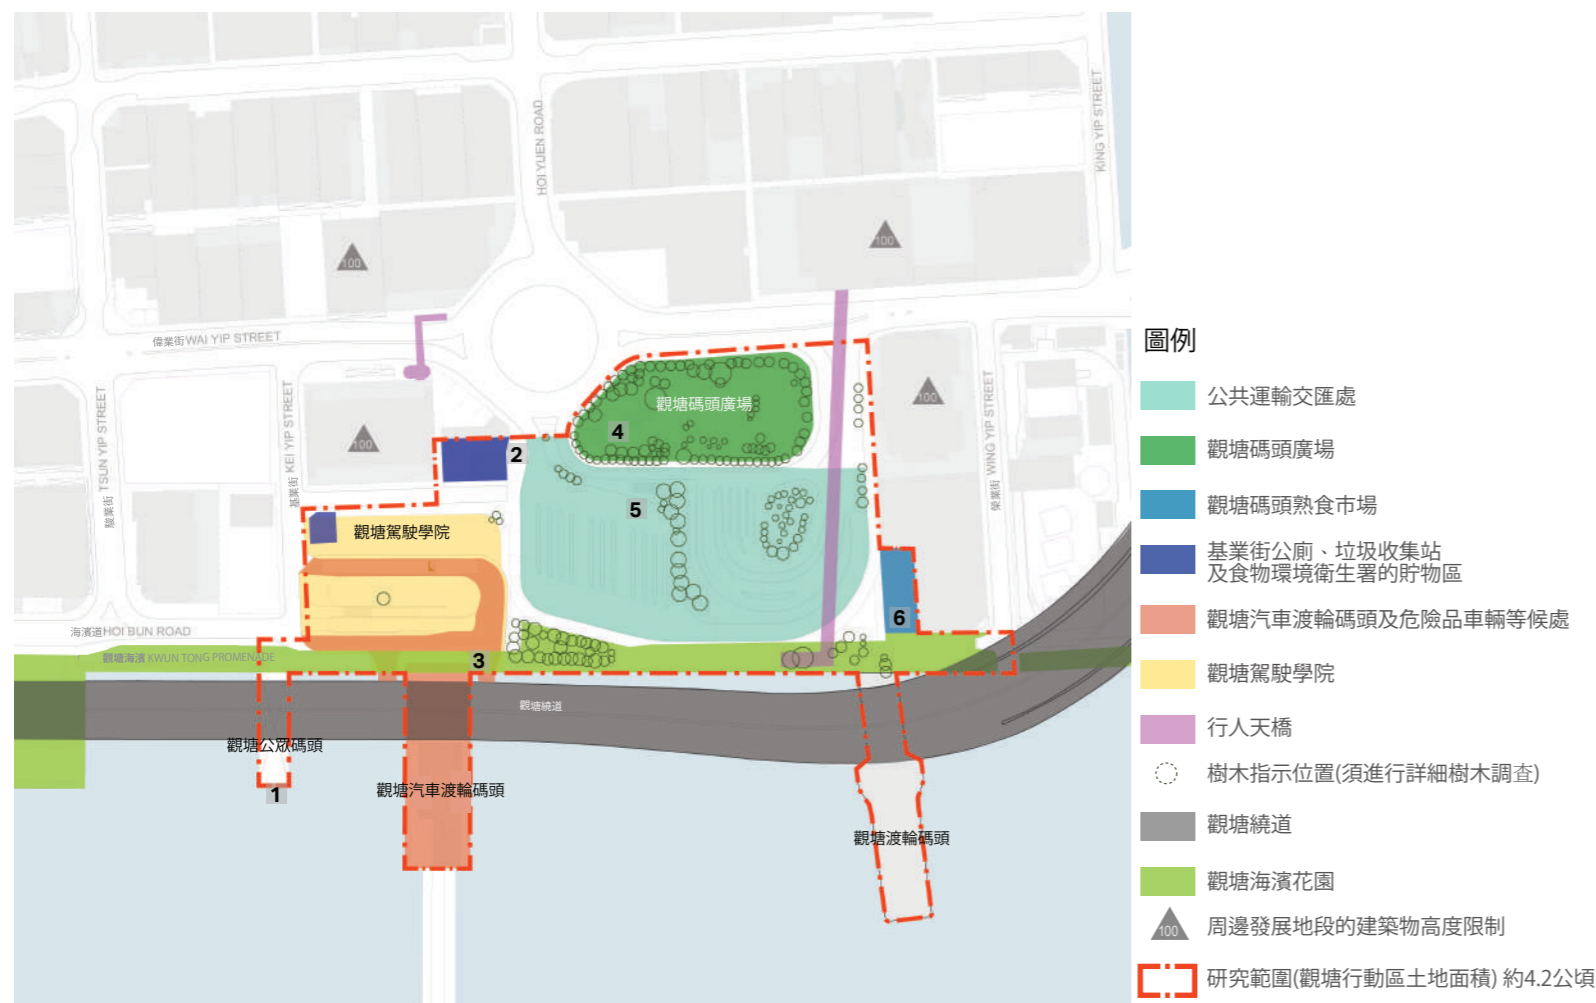 HOI YUEN ROAD
KING YIP STREET
100
100
偉業街WAI YIP STREET
駿業街 TSUN YIP STREET
基業街 KEI YIP STREET
100
100
榮業街 WING YIP STREET
觀塘碼頭廣場
4
2
5
觀塘駕駛學院
6
海濱道HOI BUN ROAD
觀塘海濱 KWUN TONG PROMENADE
3
觀塘繞道
觀塘公眾碼頭
1
觀塘汽車渡輪碼頭
觀塘渡輪碼頭
圖例
公共運輸交匯處
觀塘碼頭廣場
觀塘碼頭熟食市場
基業街公廁、垃圾收集站
及食物環境衛生署的貯物區
觀塘汽車渡輪碼頭及危險品車輛等候處
觀塘駕駛學院
行人天橋
樹木指示位置(須進行詳細樹木調查)
觀塘繞道
觀塘海濱花園
100
周邊發展地段的建築物高度限制
研究範圍(觀塘行動區土地面積) 約4.2公頃